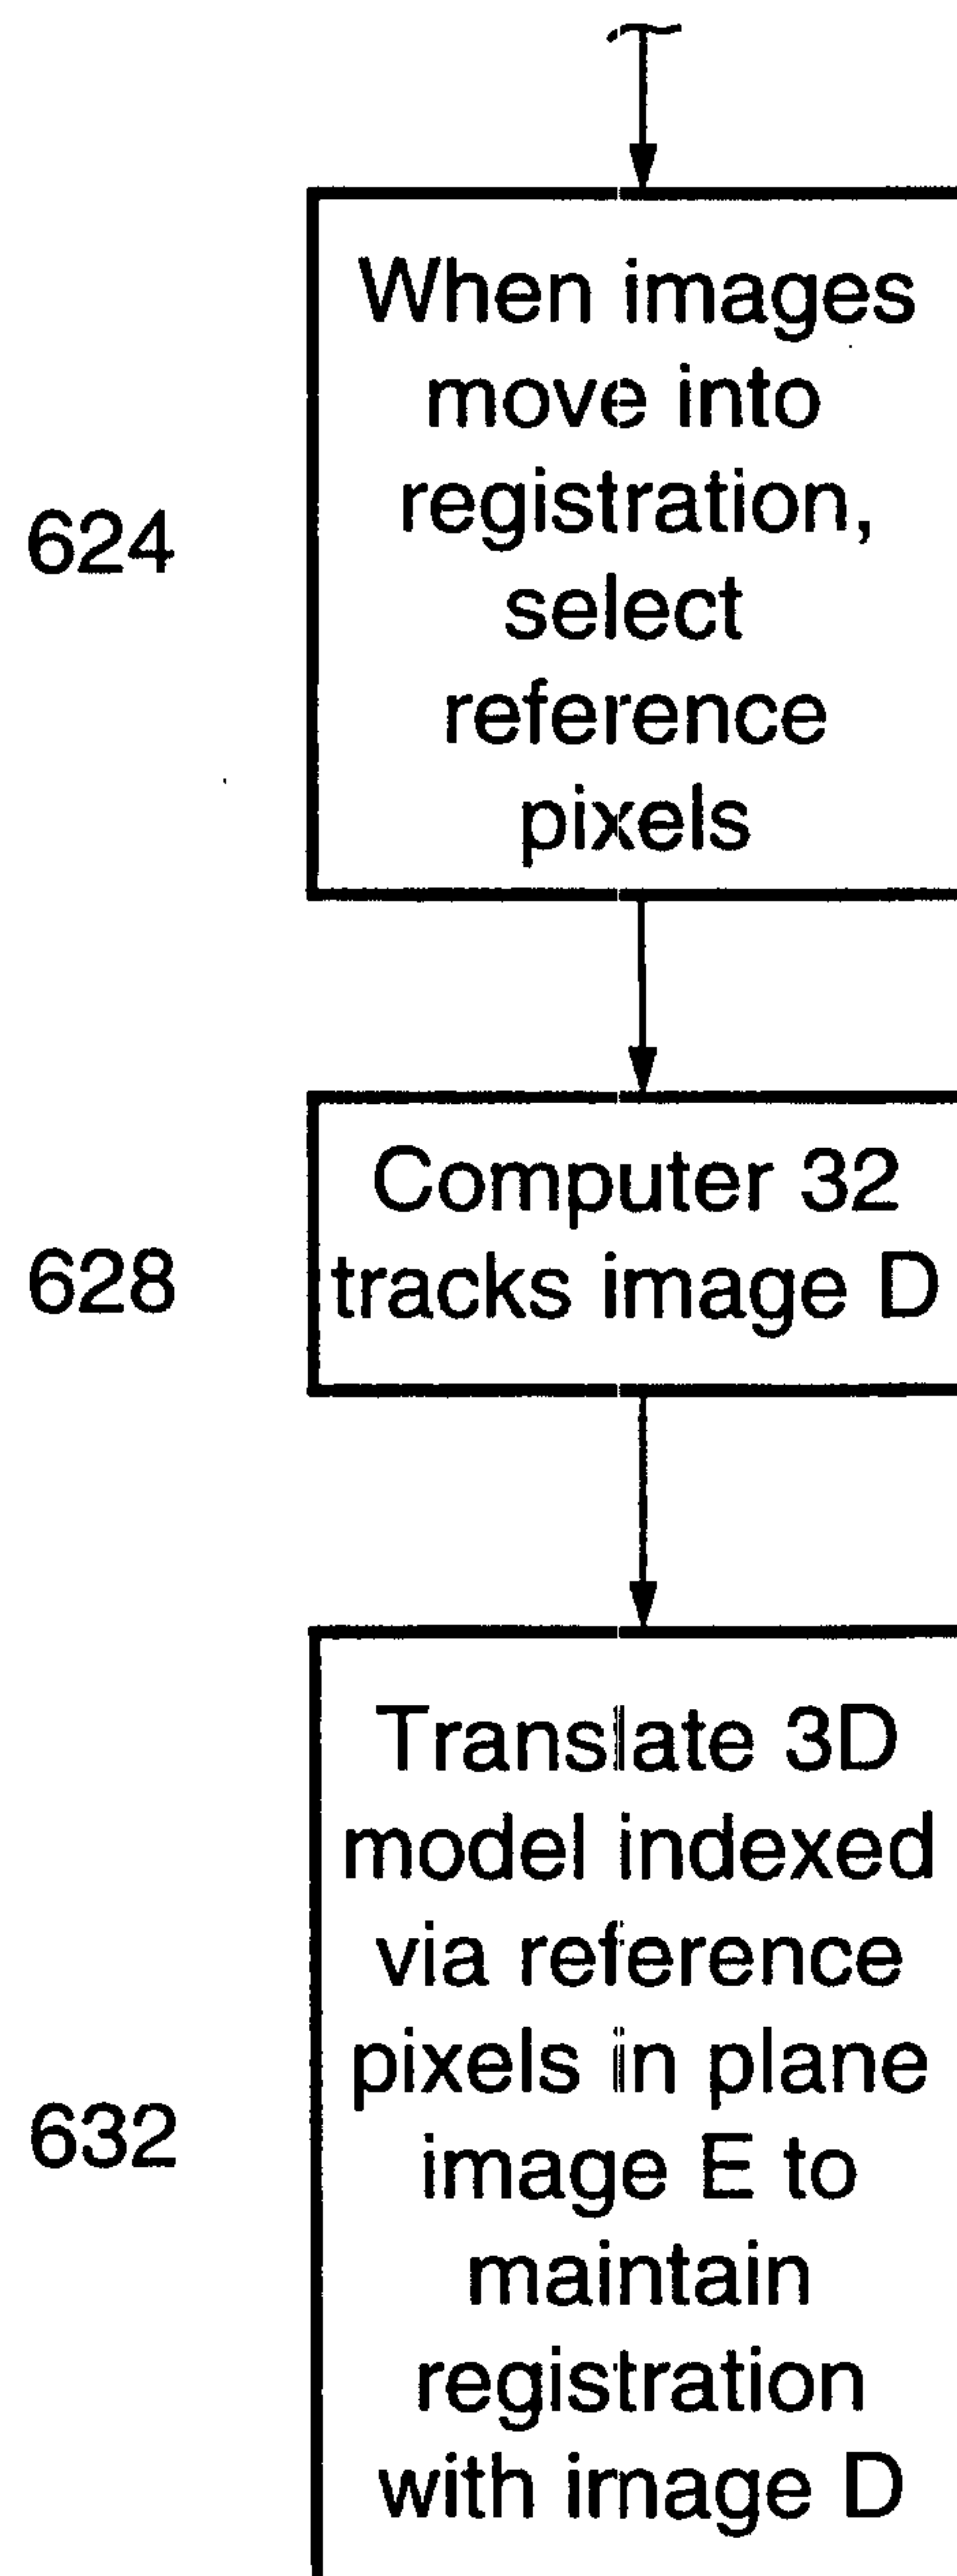 When images
move into
registration,
624
select
reference
pixels
Computer 32
628
tracks image D
Translate 3D
model indexed
via reference
pixels in plane
632
image E to
maintain
registration
with image D